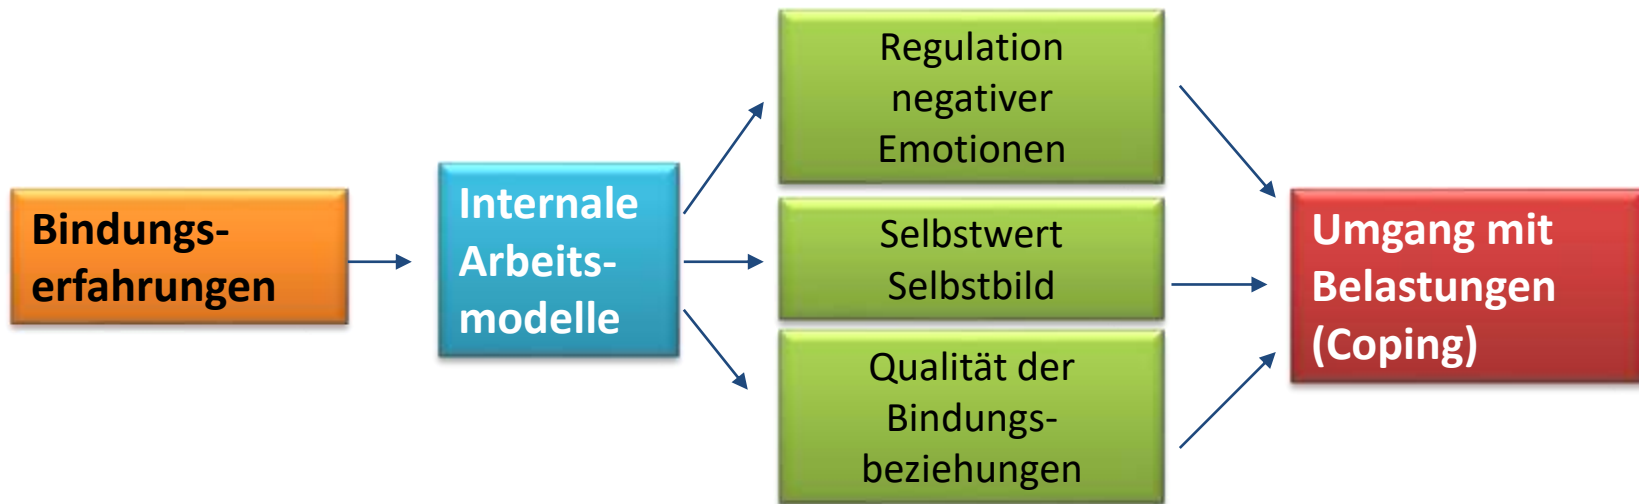 Bindungs-
erfahrungen
Internale
Arbeits-
modelle
Regulation
negativer
Emotionen
Selbstwert
Selbstbild
Qualität der
Bindungs-
beziehungen
Umgang mit
Belastungen
(Coping)